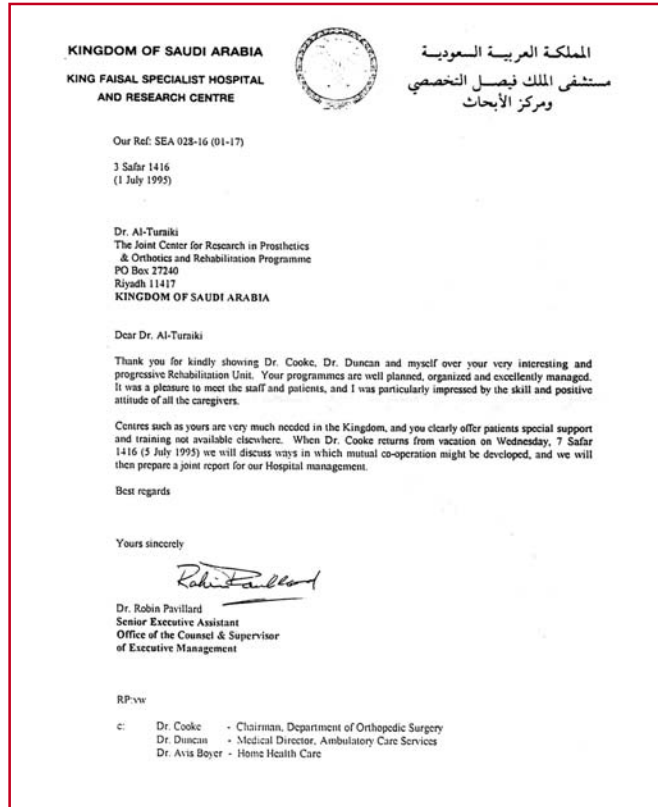 KINGDOM OF SAUDI ARABIA
KING FAISAL SPECIALIST HOSPITAL
AND RESEARCH CENTRE
المملكة العربيــة الســعوديــة
مستشفى الملك فيصــل التخصصي
ومركز الأبحاث
Our Ref: SEA 028-16 (01-17)
3 Safar 1416
(1 July 1995)
Dr. Al-Turaiki
The Joint Center for Research in Prosthetics
& Orthotics and Rehabilitation Programme
PO Box 27240
Riyadh 11417
KINGDOM OF SAUDI ARABIA
Dear Dr. Al-Turaiki
Thank you for kindly showing Dr. Cooke, Dr. Duncan and myself over your very interesting and
progressive Rehabilitation Unit. Your programmes are well planned, organized and excellently managed.
It was a pleasure to meet the staff and patients, and I was particularly impressed by the skill and positive
attitude of all the caregivers.
Centres such as yours are very much needed in the Kingdom, and you clearly offer patients special support
and training not available elsewhere. When Dr. Cooke returns from vacation on Wednesday, 7 Safar
1416 (5 July 1995) we will discuss ways in which mutual co-operation might be developed, and we will
then prepare a joint report for our Hospital management.
Best regards
Yours sincerely
Robin Pavillard
Dr. Robin Pavillard
Senior Executive Assistant
Office of the Counsel & Supervisor
of Executive Management
RP:vw
c: Dr. Cooke - Chairman, Department of Orthopedic Surgery
Dr. Duncan - Medical Director, Ambulatory Care Services
Dr. Avis Boyer - Home Health Care